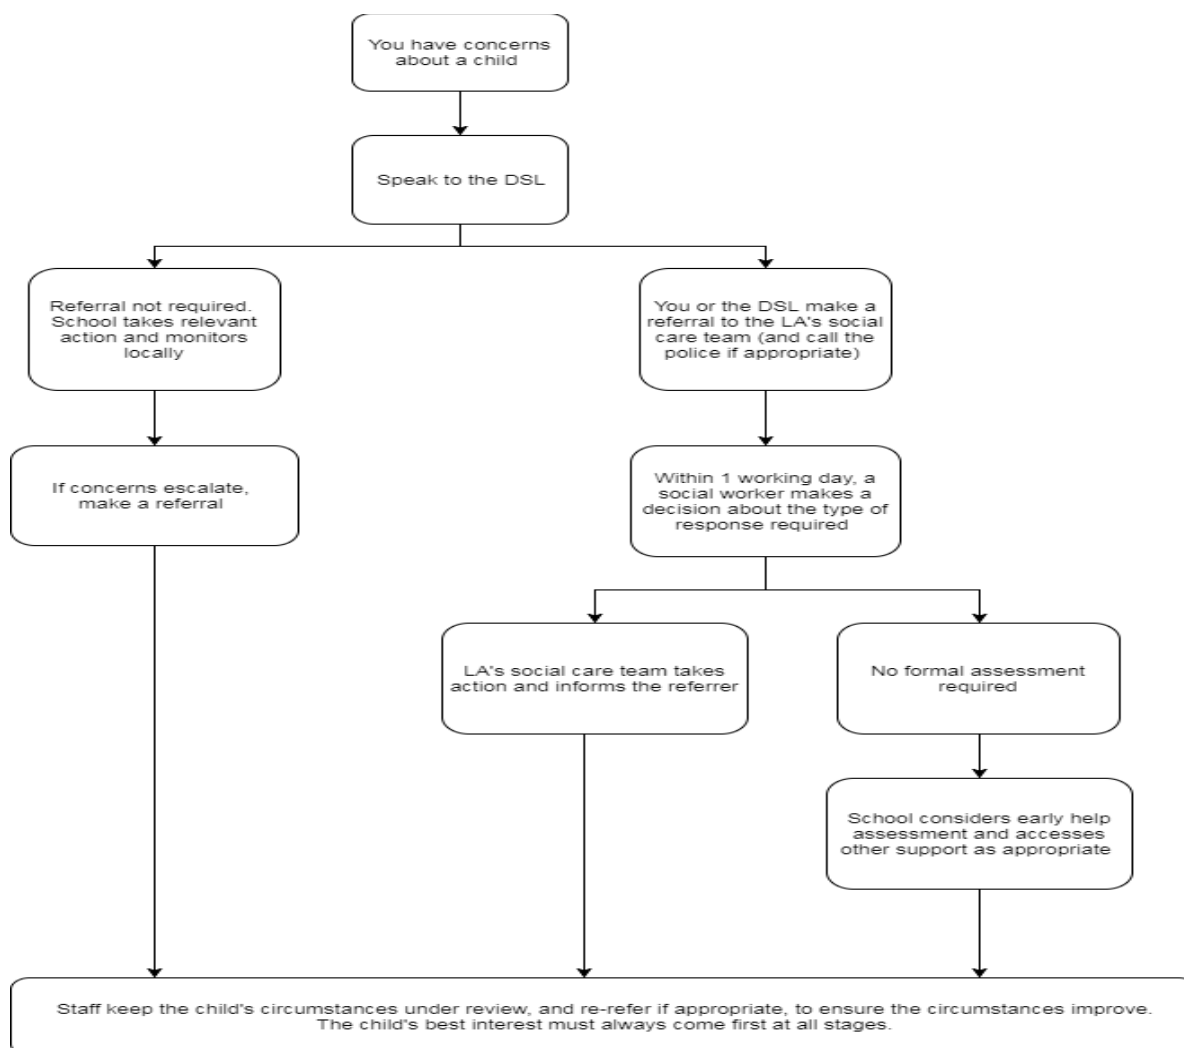 You have concerns
about a child
Speak to the DSL
Referral not required.
School takes relevant
action and monitors
locally
You or the DSL make a
referral to the LA's social
care team (and call the
police if appropriate)
If concerns escalate,
make a referral
Within 1 working day, a
social worker makes a
decision about the type of
response required
LA's social care team takes
action and informs the referrer
No formal assessment
required
School considers early help
assessment and accesses
other support as appropriate
Staff keep the child's circumstances under review, and re-refer if appropriate, to ensure the circumstances improve.
The child's best interest must always come first at all stages.